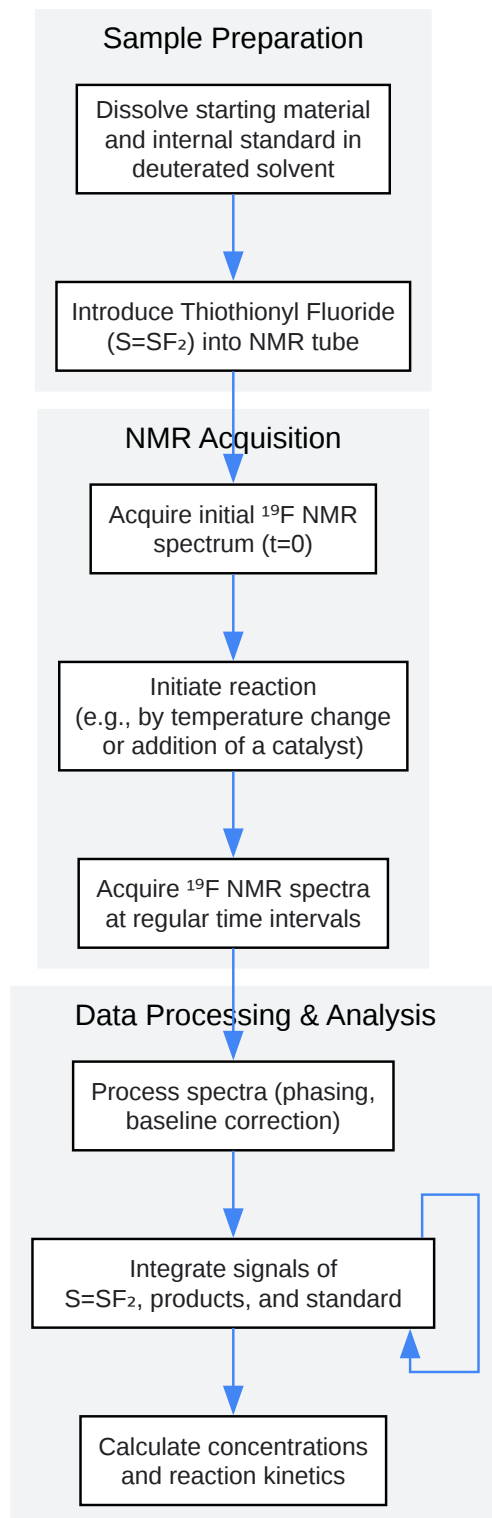 Sample Preparation
Dissolve starting material
and internal standard in
deuterated solvent
Introduce Thiothionyl Fluoride
(S=SF₂) into NMR tube
NMR Acquisition
Acquire initial ¹⁹F NMR
spectrum (t=0)
Initiate reaction
(e.g., by temperature change
or addition of a catalyst)
Acquire ¹⁹F NMR spectra
at regular time intervals
Data Processing & Analysis
Process spectra (phasing,
baseline correction)
Integrate signals of
S=SF₂, products, and standard
Calculate concentrations
and reaction kinetics